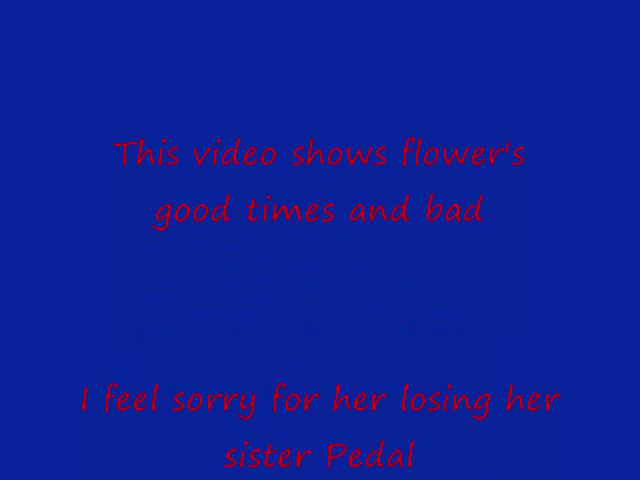 This video shows flower's
good times and bad
I feel sorry for her losing her
sister Pedal